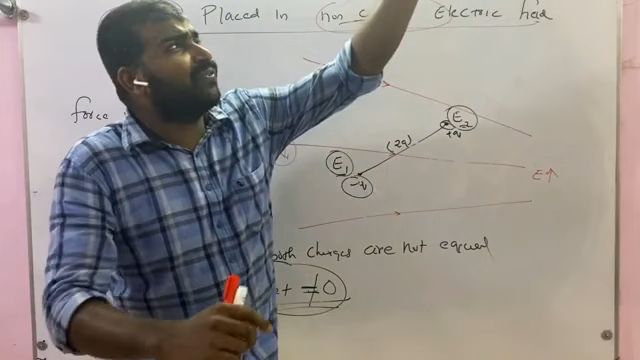 Placed In non ELECTRIC field
force
E2
+q
(2a)
E1
-q
E↑
both charges are not equal
≠0